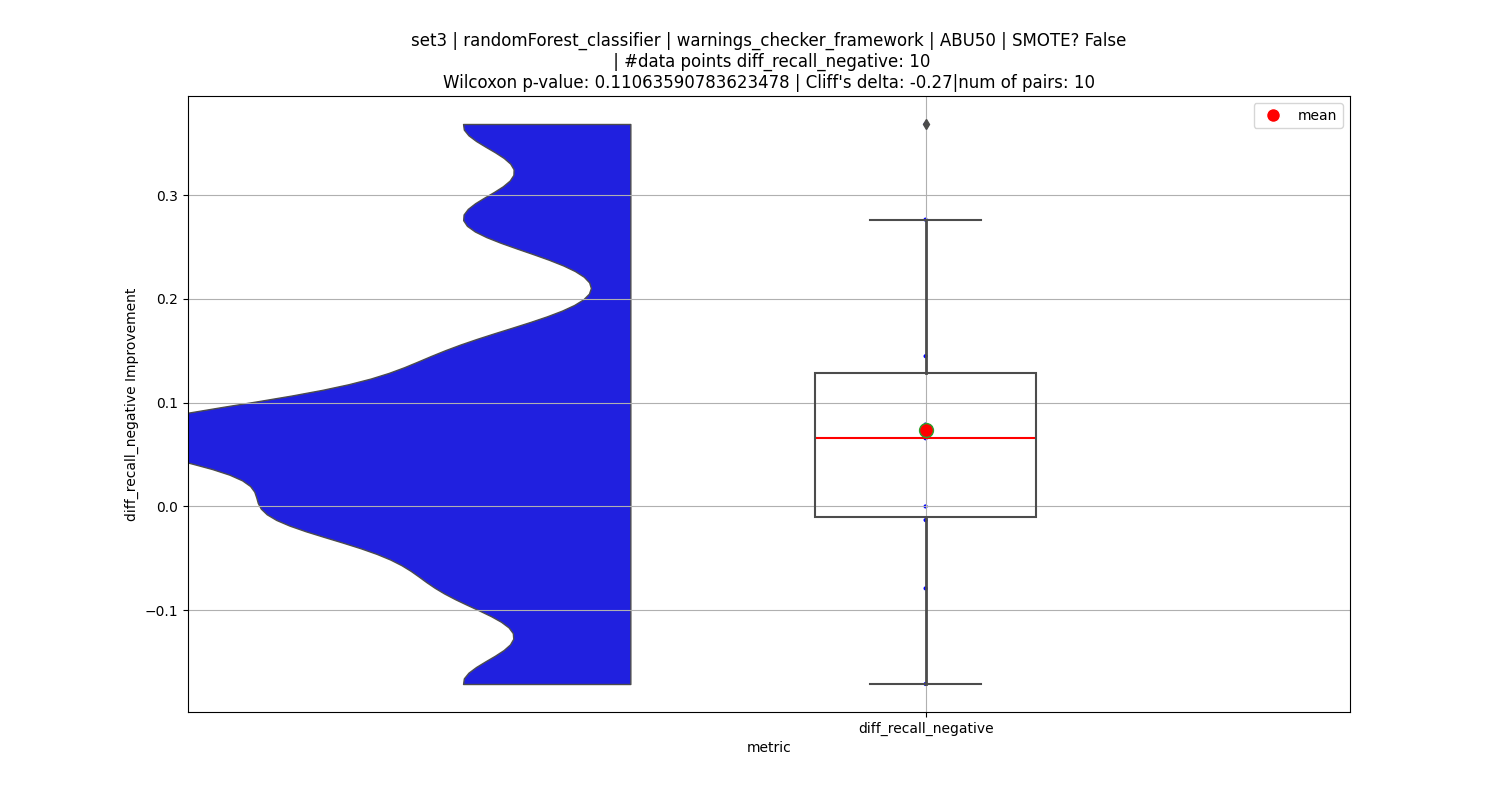 set3 | randomForest_classifier | warnings_checker_framework | ABU50 | SMOTE? False
| #data points diff_recall_negative: 10
Wilcoxon p-value: 0.11063590783623478 | Cliff's delta: -0.27|num of pairs: 10
mean
0.3
0.2
0.1
0.0
−0.1
diff_recall_negative Improvement
diff_recall_negative
metric